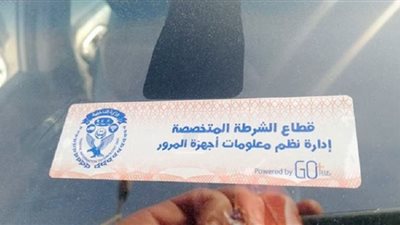 قطاع الشرطة المتخصصة
إدارة نظم معلومات أجهزة المرور
Powered by GO